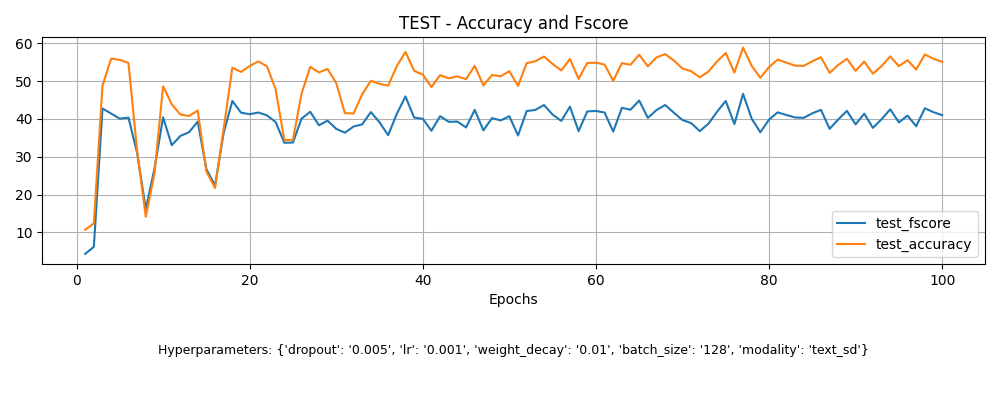 TEST - Accuracy and Fscore
60
50
40
30
20
10
test_fscore
test_accuracy
0 20 40 60 80 100
Epochs
Hyperparameters: {'dropout': '0.005', 'lr': '0.001', 'weight_decay': '0.01', 'batch_size': '128', 'modality': 'text_sd'}